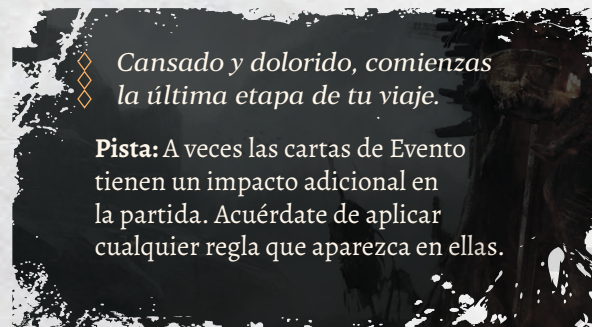 Cansado y dolorido, comienzas
la última etapa de tu viaje.
Pista: A veces las cartas de Evento
tienen un impacto adicional en
la partida. Acuérdate de aplicar
cualquier regla que aparezca en ellas.